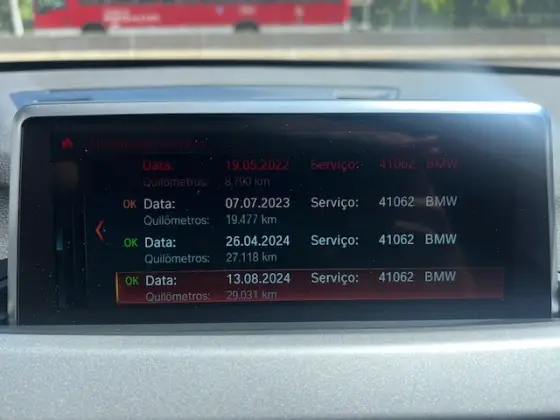 Data: 19.05.2022 Serviço: 41062 BMW
Quilómetros: 8.790 km
OK Data: 07.07.2023 Serviço: 41062 BMW
Quilómetros: 19.477 km
OK Data: 26.04.2024 Serviço: 41062 BMW
Quilómetros: 27.118 km
OK Data: 13.08.2024 Serviço: 41062 BMW
Quilómetros: 29.031 km